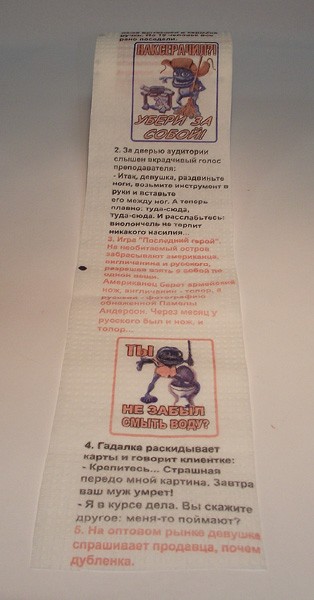 рано поседели.
НАКСЕРАЧИЛ?!
УБЕРИ ЗА
СОБОЙ!
2. За дверью аудитории
слышен вкрадчивый голос
преподавателя:
- Итак, девушка, раздвиньте
ноги, возьмите инструмент в
руки и вставьте
его между ног. А теперь
плавно: туда-сюда,
туда-сюда. И расслабьтесь:
виолончель не терпит
никакого насилия...
3. Игра "Последний герой".
На необитаемый остров
забрасывают американца,
англичанина и русского,
разрешая взять с собой по
одной вещи.
Американец берет армейский
нож, англичанин - топор, а
русский - фотографию
обнаженной Памелы
Андерсон. Через месяц у
русского был и нож, и
топор...
ТЫ
НЕ ЗАБЫЛ
СМЫТЬ ВОДУ?
4. Гадалка раскидывает
карты и говорит клиентке:
- Крепитесь... Страшная
передо мной картина. Завтра
ваш муж умрет!
- Я в курсе дела. Вы скажите
другое: меня-то поймают?
5. На оптовом рынке девушка
спрашивает продавца, почем
дубленка.